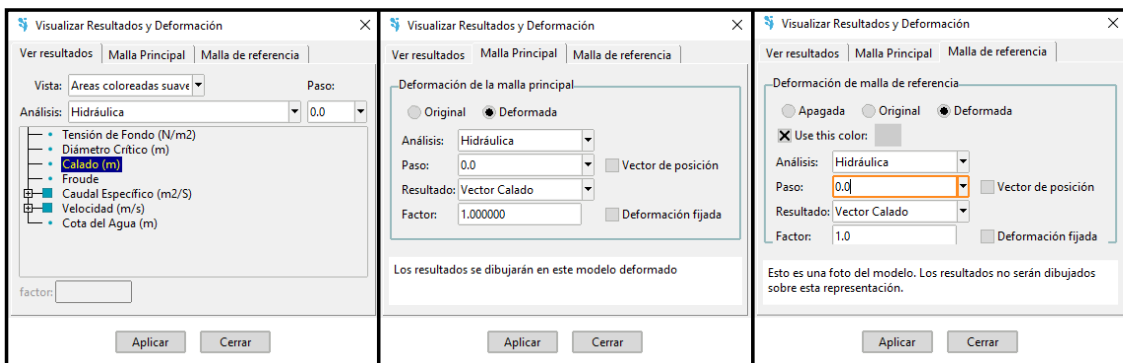 Visualizar Resultados y Deformación
Ver resultados Malla Principal Malla de referencia
Vista: Areas coloreadas suave Paso:
Análisis: Hidráulica 0.0
Tensión de Fondo (N/m2)
Diámetro Crítico (m)
Calado (m)
Froude
Caudal Específico (m2/S)
Velocidad (m/s)
Cota del Agua (m)
factor:
Aplicar Cerrar
Visualizar Resultados y Deformación
Ver resultados Malla Principal Malla de referencia
Deformación de la malla principal
Original Deformada
Análisis: Hidráulica
Paso: 0.0 Vector de posición
Resultado: Vector Calado
Factor: 1.000000 Deformación fijada
Los resultados se dibujarán en este modelo deformado
Aplicar Cerrar
Visualizar Resultados y Deformación
Ver resultados Malla Principal Malla de referencia
Deformación de malla de referencia
Apagada Original Deformada
Use this color:
Análisis: Hidráulica
Paso: 0.0 Vector de posición
Resultado: Vector Calado
Factor: 1.0 Deformación fijada
Esto es una foto del modelo. Los resultados no serán dibujados
sobre esta representación.
Aplicar Cerrar